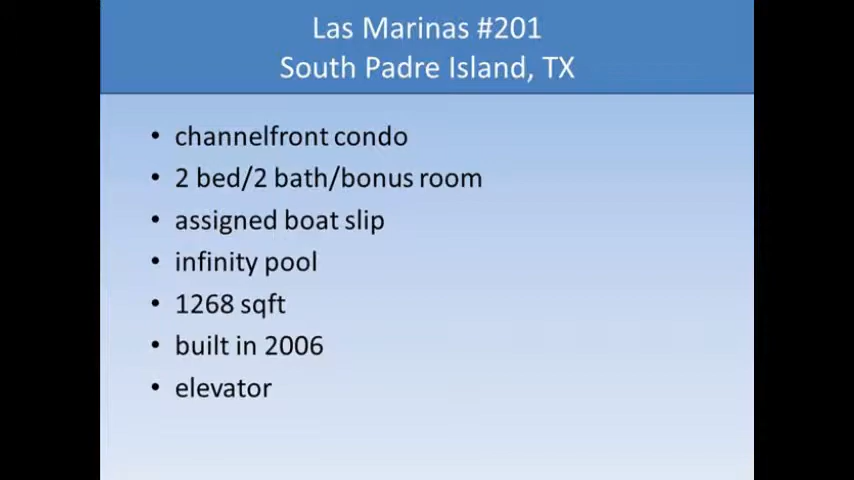 Las Marinas #201
South Padre Island, TX
• channelfront condo
• 2 bed/2 bath/bonus room
• assigned boat slip
• infinity pool
• 1268 sqft
• built in 2006
• elevator